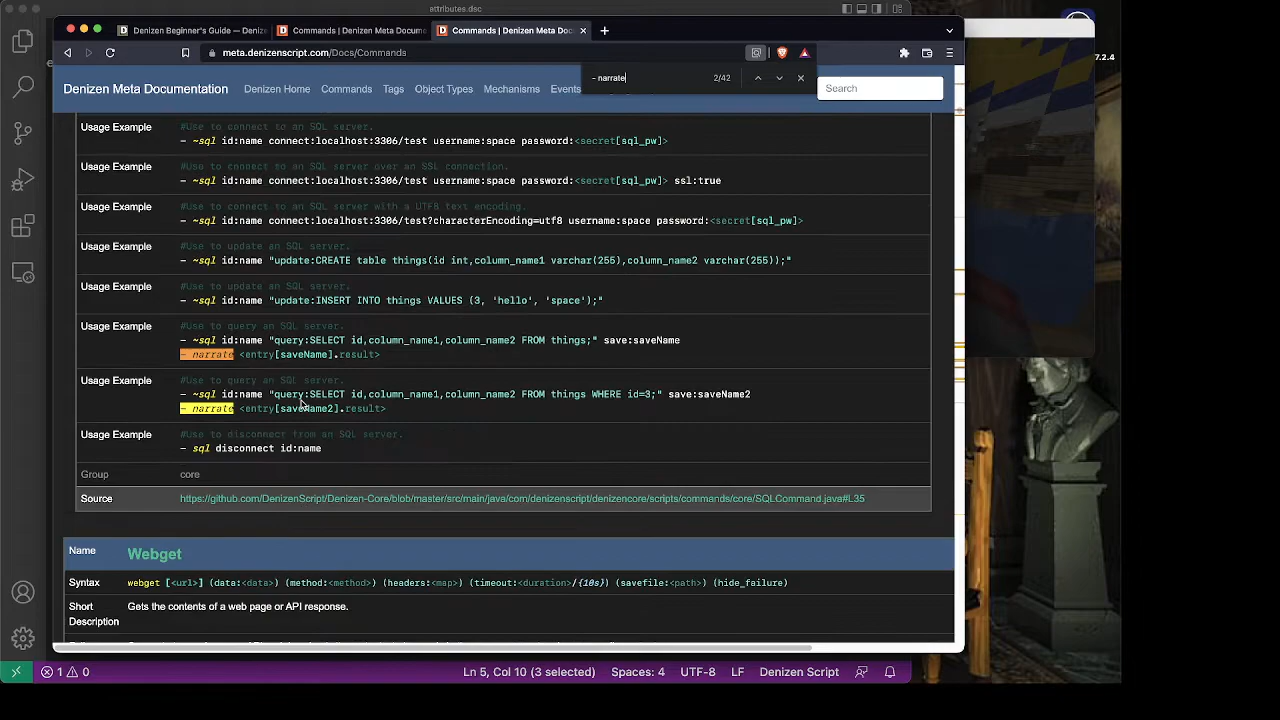 attributes.dsc
Denizen Beginner's Guide — Deniz
Commands | Denizen Meta Docume
Commands | Denizen Meta Doc
meta.denizenscript.com/Docs/Commands
7.2.4
- narrate
2/42
Denizen Meta Documentation
Denizen Home
Commands
Tags
Object Types
Mechanisms
Events
Search
Usage Example
#Use to connect to an SQL server.
- ~sql id:name connect:localhost:3306/test username:space password:<secret[sql_pw]>
Usage Example
#Use to connect to an SQL server over an SSL connection.
- ~sql id:name connect:localhost:3306/test username:space password:<secret[sql_pw]> ssl:true
Usage Example
#Use to connect to an SQL server with a UTF8 text encoding.
- ~sql id:name connect:localhost:3306/test?characterEncoding=utf8 username:space password:<secret[sql_pw]>
Usage Example
#Use to update an SQL server.
- ~sql id:name "update:CREATE table things(id int,column_name1 varchar(255),column_name2 varchar(255));"
Usage Example
#Use to update an SQL server.
- ~sql id:name "update:INSERT INTO things VALUES (3, 'hello', 'space');"
Usage Example
#Use to query an SQL server.
- ~sql id:name "query:SELECT id,column_name1,column_name2 FROM things;" save:saveName
- narrate <entry[saveName].result>
Usage Example
#Use to query an SQL server.
- ~sql id:name "query:SELECT id,column_name1,column_name2 FROM things WHERE id=3;" save:saveName2
- narrate <entry[saveName2].result>
Usage Example
#Use to disconnect from an SQL server.
- sql disconnect id:name
Group
core
Source
https://github.com/DenizenScript/Denizen-Core/blob/master/src/main/java/com/denizenscript/denizencore/scripts/commands/core/SQLCommand.java#L35
Name
Webget
Syntax
webget [<url>] (data:<data>) (method:<method>) (headers:<map>) (timeout:<duration>/{10s}) (savefile:<path>) (hide_failure)
Short Description
Gets the contents of a web page or API response.
1
0
Ln 5, Col 10 (3 selected)
Spaces: 4
UTF-8
LF
Denizen Script